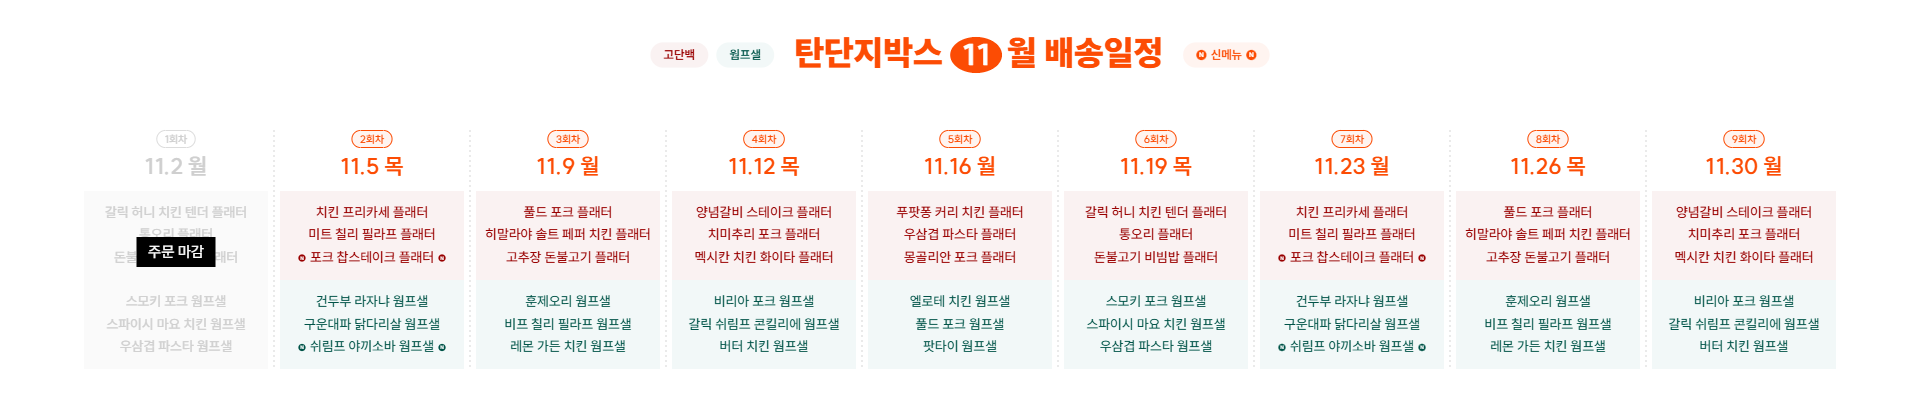 고단백
웜프샐
탄단지박스 11월 배송일정
N 신메뉴 N
1회차
11.2 월
갈릭 허니 치킨 텐더 플래터
통오리 플래터
돈불
래터
주문 마감
스모키 포크 웜프샐
스파이시 마요 치킨 웜프샐
우삼겹 파스타 웜프샐
2회차
11.5 목
치킨 프리카세 플래터
미트 칠리 필라프 플래터
N 포크 찹스테이크 플래터 N
건두부 라자냐 웜프샐
구운대파 닭다리살 웜프샐
N 쉬림프 야끼소바 웜프샐 N
3회차
11.9 월
풀드 포크 플래터
히말라야 솔트 페퍼 치킨 플래터
고추장 돈불고기 플래터
훈제오리 웜프샐
비프 칠리 필라프 웜프샐
레몬 가든 치킨 웜프샐
4회차
11.12 목
양념갈비 스테이크 플래터
치미추리 포크 플래터
멕시칸 치킨 화이타 플래터
비리아 포크 웜프샐
갈릭 쉬림프 콘킬리에 웜프샐
버터 치킨 웜프샐
5회차
11.16 월
푸팟퐁 커리 치킨 플래터
우삼겹 파스타 플래터
몽골리안 포크 플래터
엘로테 치킨 웜프샐
풀드 포크 웜프샐
팟타이 웜프샐
6회차
11.19 목
갈릭 허니 치킨 텐더 플래터
통오리 플래터
돈불고기 비빔밥 플래터
스모키 포크 웜프샐
스파이시 마요 치킨 웜프샐
우삼겹 파스타 웜프샐
7회차
11.23 월
치킨 프리카세 플래터
미트 칠리 필라프 플래터
N 포크 찹스테이크 플래터 N
건두부 라자냐 웜프샐
구운대파 닭다리살 웜프샐
N 쉬림프 야끼소바 웜프샐 N
8회차
11.26 목
풀드 포크 플래터
히말라야 솔트 페퍼 치킨 플래터
고추장 돈불고기 플래터
훈제오리 웜프샐
비프 칠리 필라프 웜프샐
레몬 가든 치킨 웜프샐
9회차
11.30 월
양념갈비 스테이크 플래터
치미추리 포크 플래터
멕시칸 치킨 화이타 플래터
비리아 포크 웜프샐
갈릭 쉬림프 콘킬리에 웜프샐
버터 치킨 웜프샐